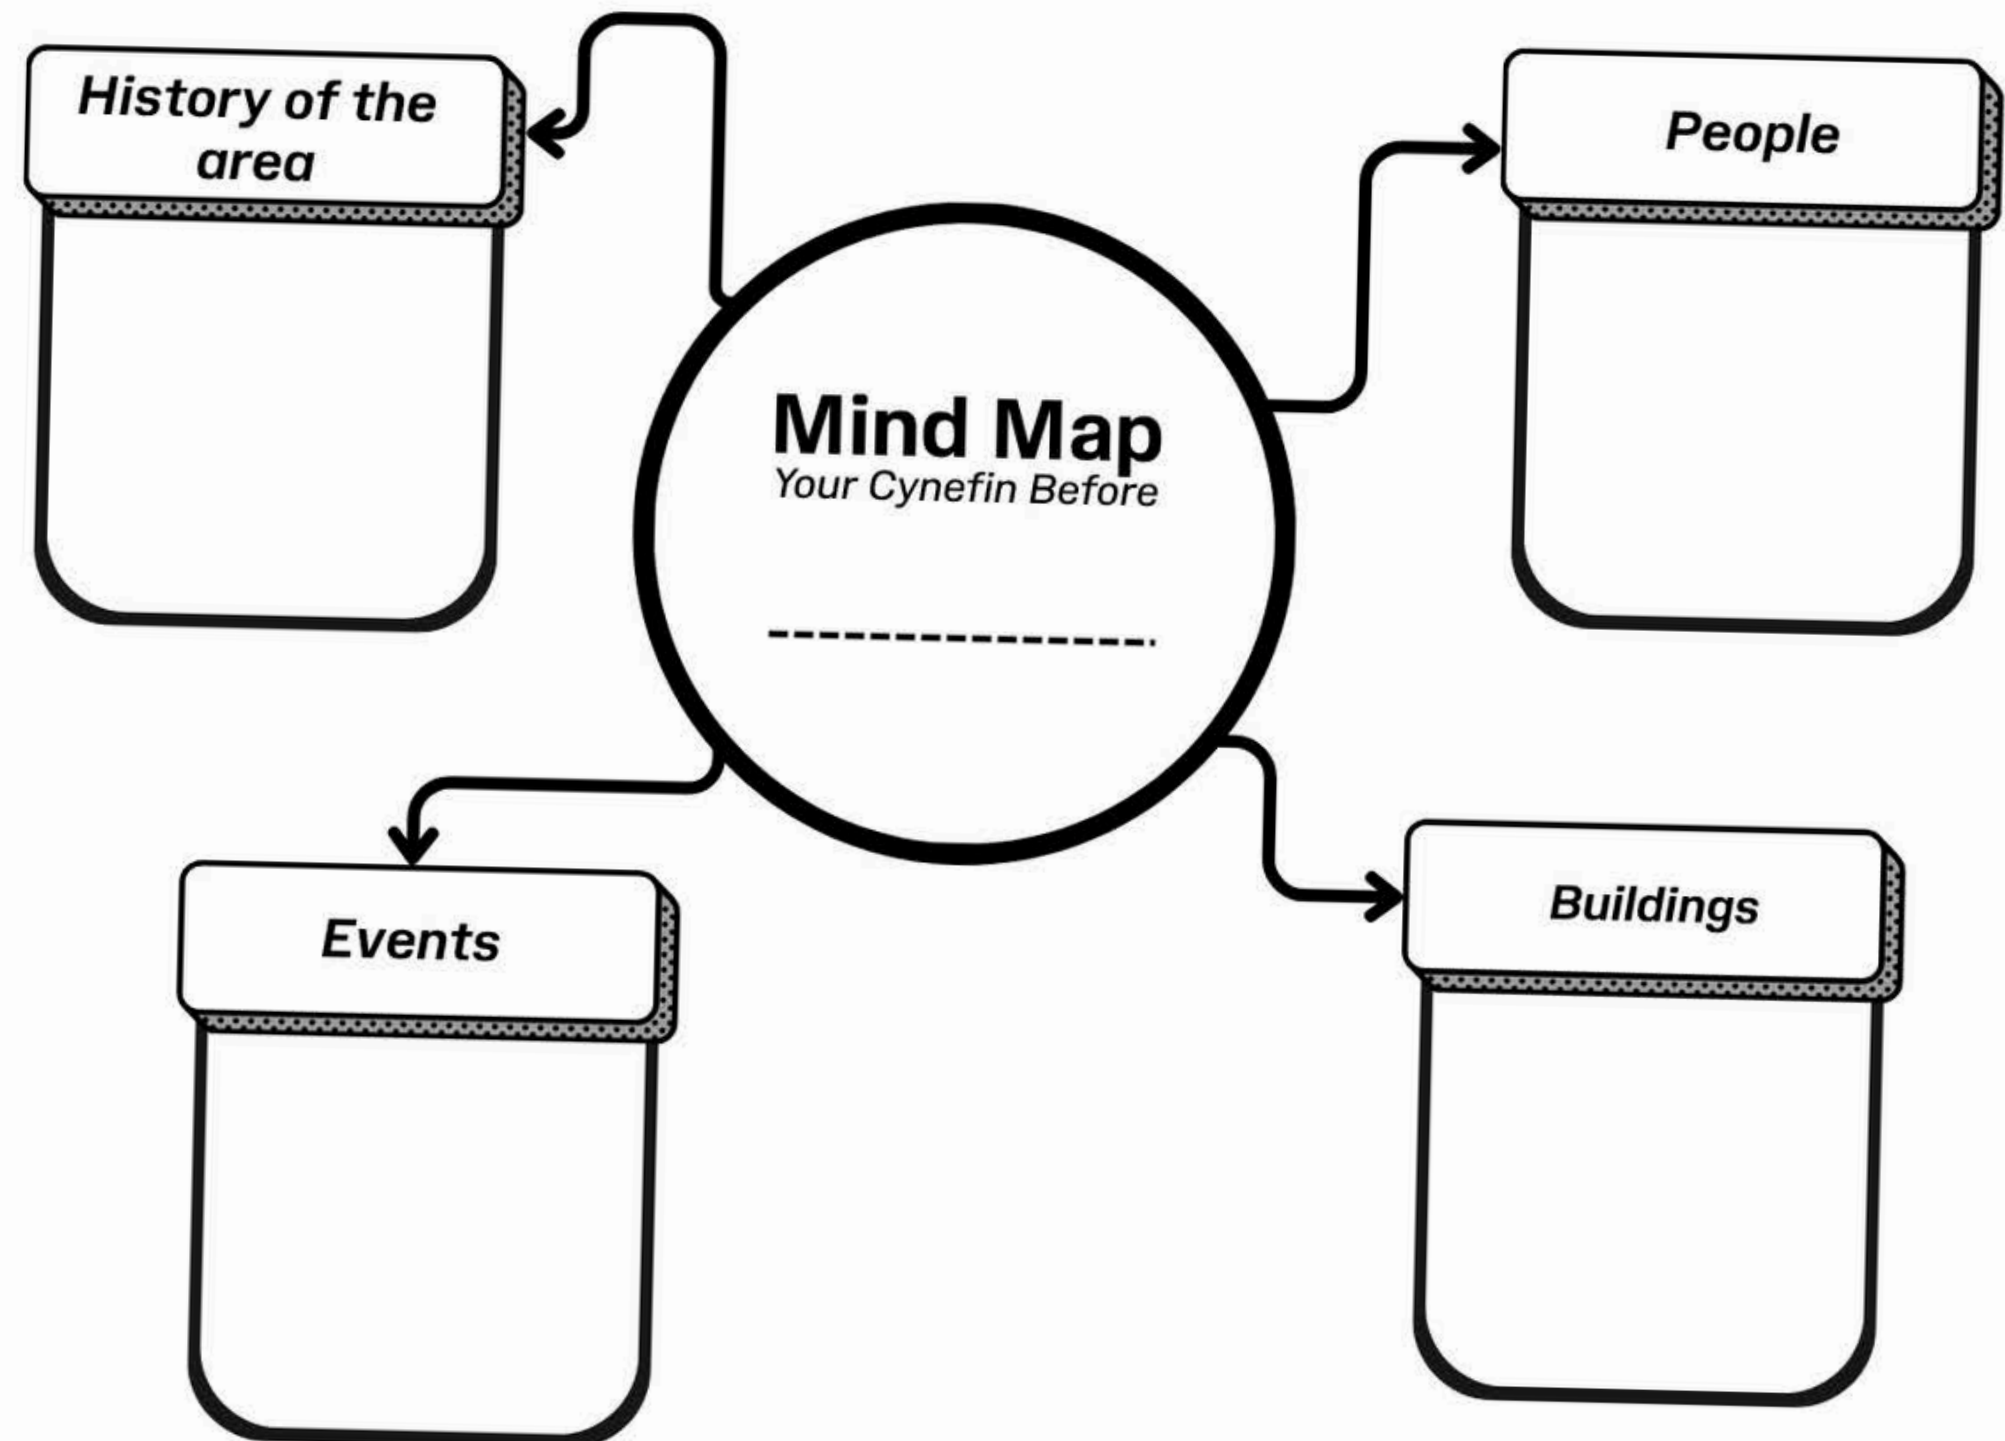 History of the
area
People
Mind Map
Your Cynefin Before
Events
Buildings